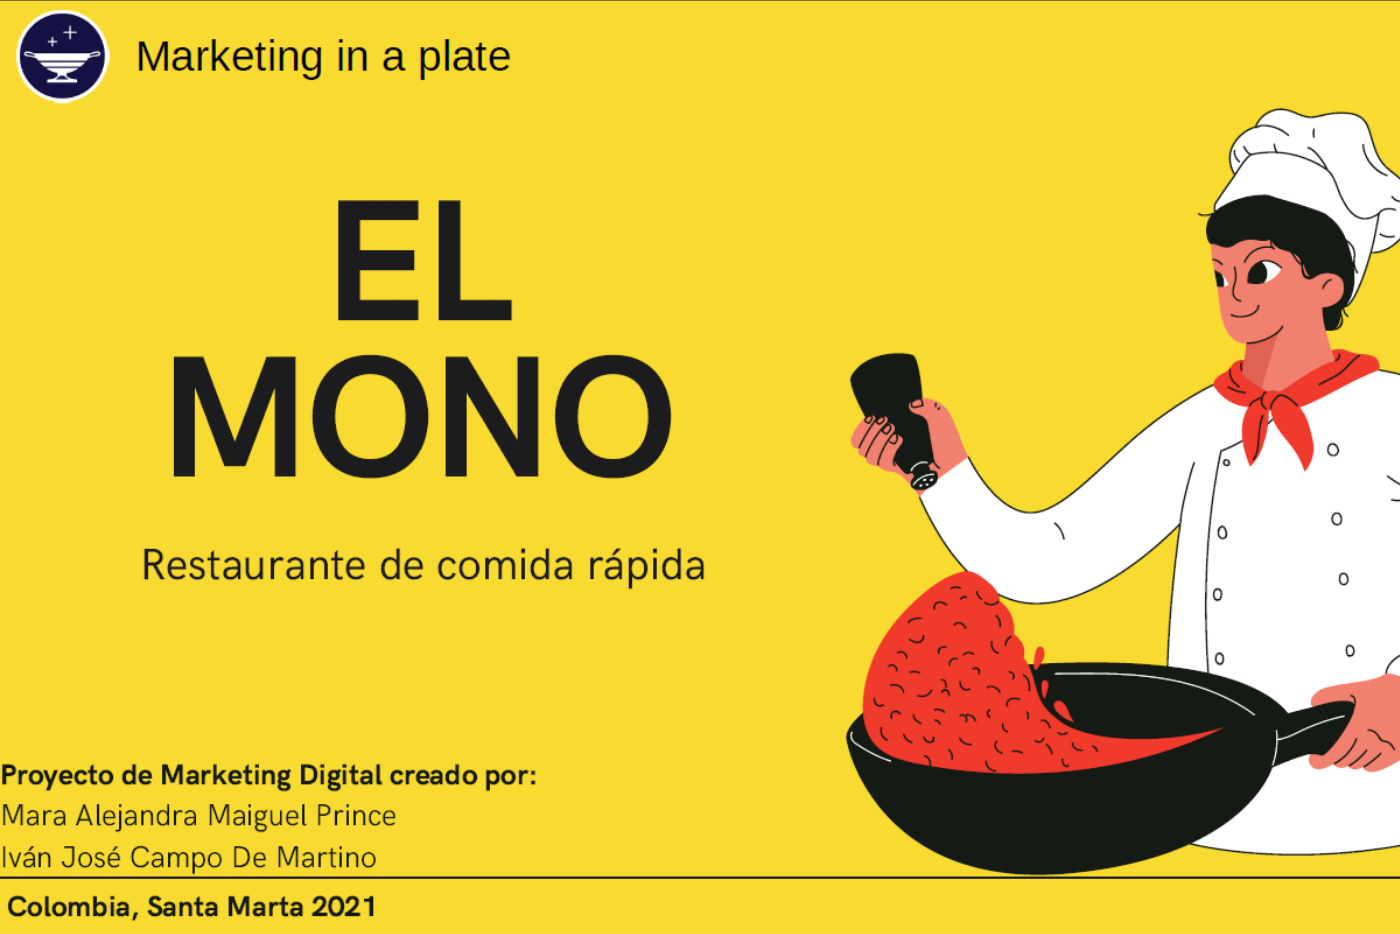 Marketing in a plate
EL
MONO
Restaurante de comida rápida
Proyecto de Marketing Digital creado por:
Mara Alejandra Maiguel Prince
Iván José Campo De Martino
Colombia, Santa Marta 2021